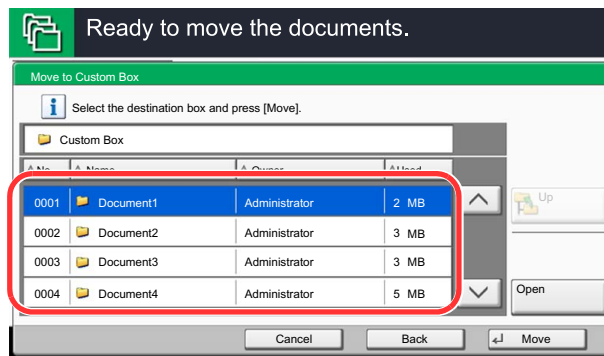 Ready to move the documents.
Move to Custom Box
Select the destination box and press [Move].
Custom Box
No. Name Owner Used
0001 Document1 Administrator 2 MB
Up
0002 Document2 Administrator 3 MB
0003 Document3 Administrator 3 MB
0004 Document4 Administrator 5 MB
Open
Cancel Back Move